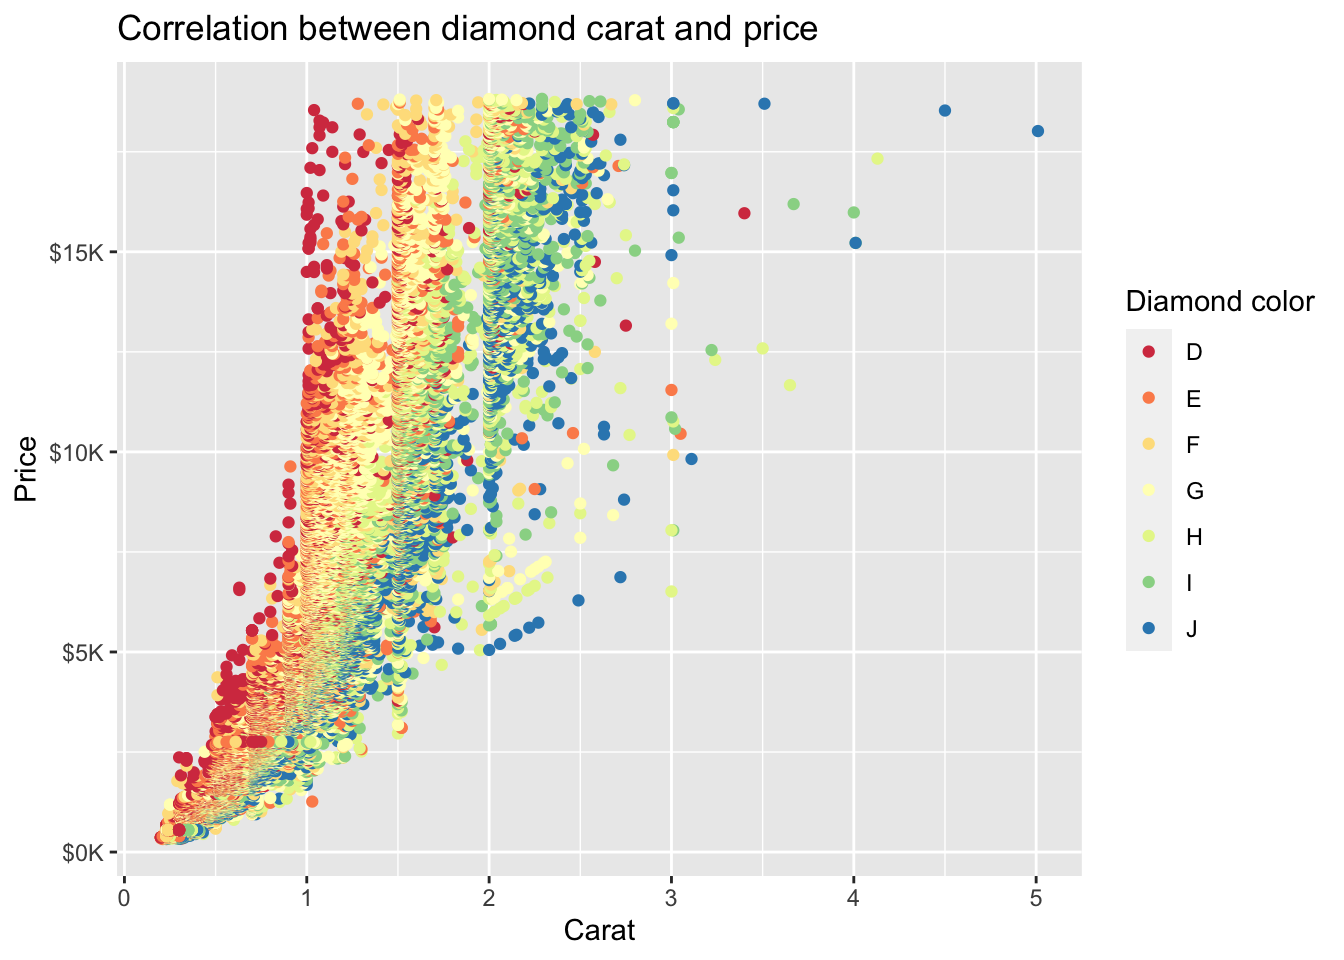 Correlation between diamond carat and price
$15K
$10K
$5K
$0K
Price
0 1 2 3 4 5
Carat
Diamond color
D
E
F
G
H
I
J